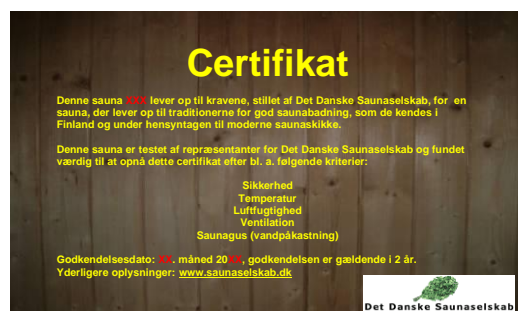 Certifikat
Denne sauna XXX lever op til kravene, stillet af Det Danske Saunaselskab, for en
sauna, der lever op til traditionerne for god saunabadning, som de kendes i
Finland og under hensyntagen til moderne saunaskikke.
Denne sauna er testet af repræsentanter for Det Danske Saunaselskab og fundet
værdig til at opnå dette certifikat efter bl. a. følgende kriterier:
Sikkerhed
Temperatur
Luftfugtighed
Ventilation
Saunagus (vandpåkastning)
Godkendelsesdato: XX. måned 20XX, godkendelsen er gældende i 2 år.
Yderligere oplysninger: www.saunaselskab.dk
Det Danske Saunaselskab